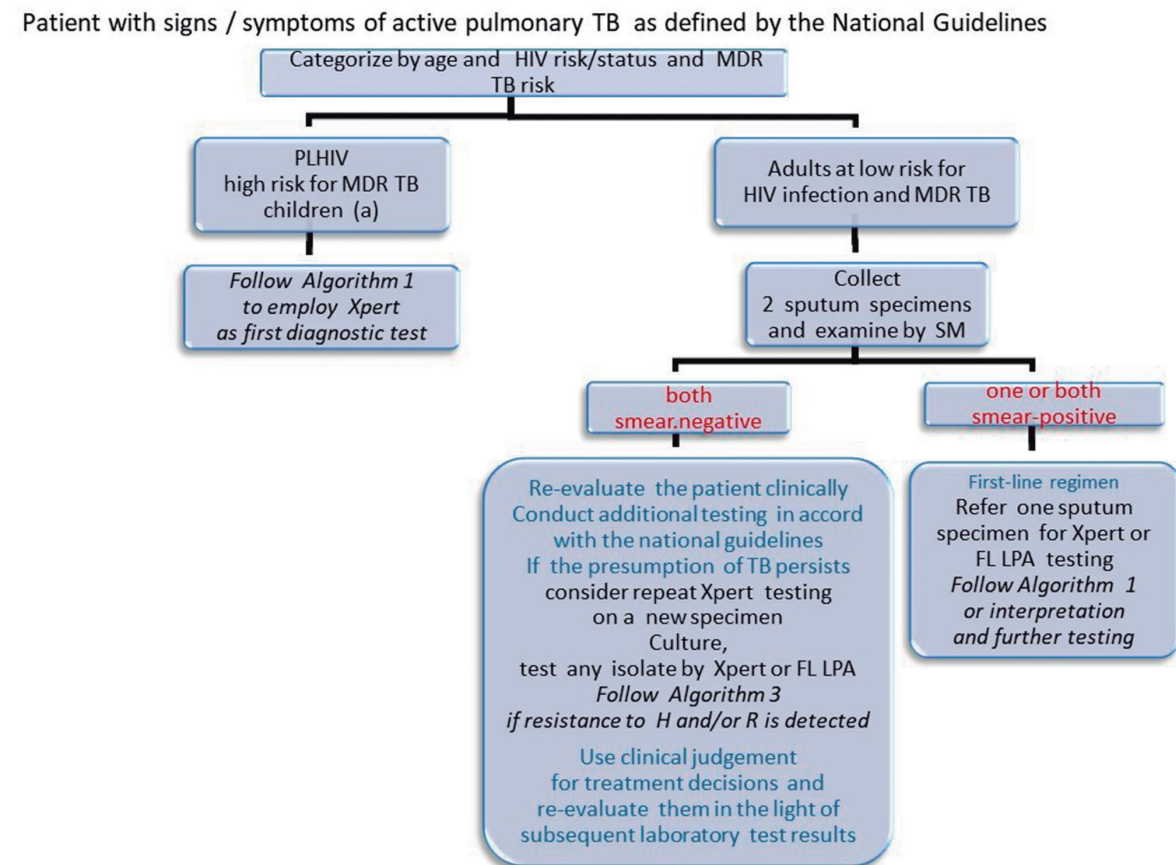 Patient with signs / symptoms of active pulmonary TB as defined by the National Guidelines
Categorize by age and HIV risk/status and MDR
TB risk
PLHIV
high risk for MDR TB
children (a)
Follow Algorithm 1
to employ Xpert
as first diagnostic test
Adults at low risk for
HIV infection and MDR TB
Collect
2 sputum specimens
and examine by SM
both
smear.negative
Re-evaluate the patient clinically
Conduct additional testing in accord
with the national guidelines
If the presumption of TB persists
consider repeat Xpert testing
on a new specimen
Culture,
test any isolate by Xpert or FL LPA
Follow Algorithm 3
if resistance to H and/or R is detected
Use clinical judgement
for treatment decisions and
re-evaluate them in the light of
subsequent laboratory test results
one or both
smear-positive
First-line regimen
Refer one sputum
specimen for Xpert or
FL LPA testing
Follow Algorithm 1
or interpretation
and further testing